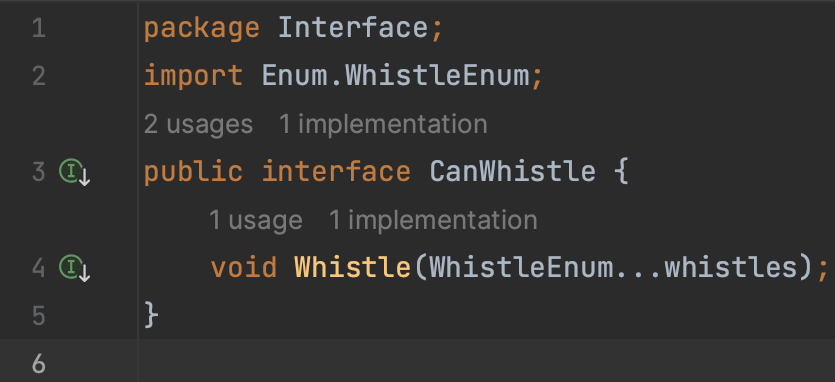 1 package Interface;
2 import Enum.WhistleEnum;
2 usages 1 implementation
3 public interface CanWhistle {
1 usage 1 implementation
4 void Whistle(WhistleEnum...whistles);
5 }
6